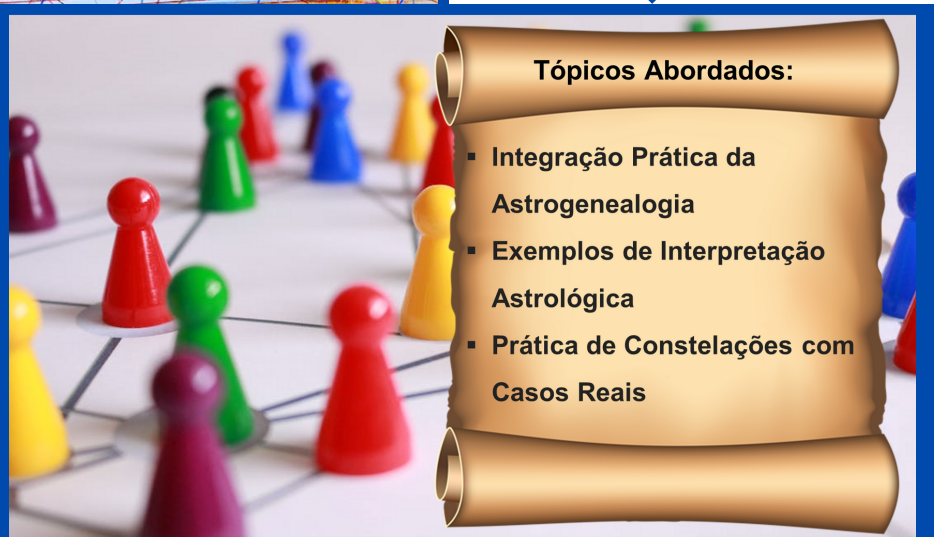 Tópicos Abordados:
▪ Integração Prática da
Astrogenealogia
▪ Exemplos de Interpretação
Astrológica
▪ Prática de Constelações com
Casos Reais